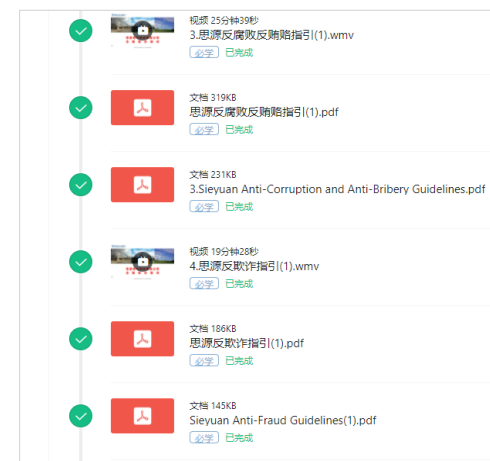 视频 25分钟39秒
3.思源反腐败反贿赂指引(1).wmv
必学 已完成
文档 319KB
思源反腐败反贿赂指引(1).pdf
必学 已完成
文档 231KB
3.Sieyuan Anti-Corruption and Anti-Bribery Guidelines.pdf
必学 已完成
视频 19分钟28秒
4.思源反欺诈指引(1).wmv
必学 已完成
文档 186KB
思源反欺诈指引(1).pdf
必学 已完成
文档 145KB
Sieyuan Anti-Fraud Guidelines(1).pdf
必学 已完成